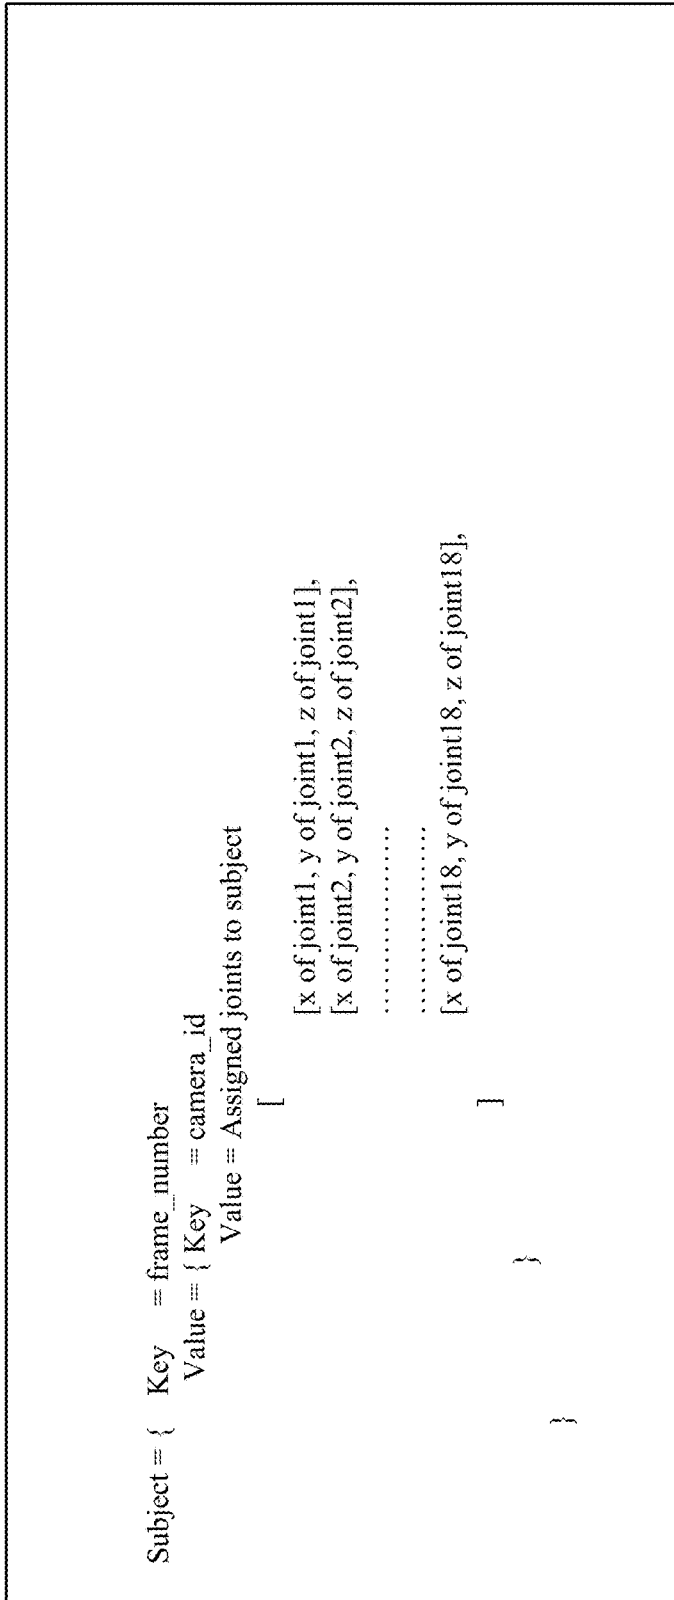 Subject = { Key = frame_number
Value = { Key = camera_id
Value = Assigned joints to subject
[
[x of joint1, y of joint1, z of joint1],
[x of joint2, y of joint2, z of joint2],
......................
......................
[x of joint18, y of joint18, z of joint18],
]
}
}